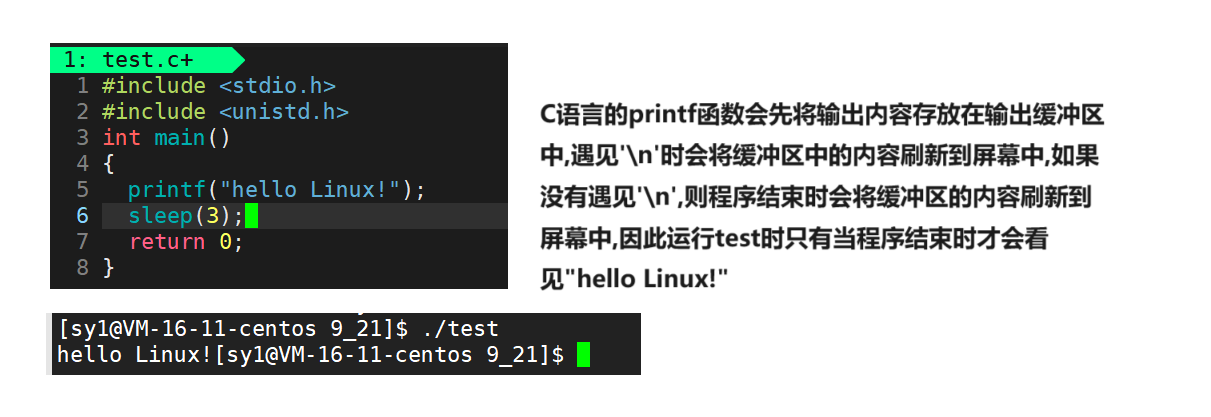 1: test.c+
1 #include <stdio.h>
2 #include <unistd.h>
3 int main()
4 {
5   printf("hello Linux!");
6   sleep(3);
7   return 0;
8 }
C语言的printf函数会先将输出内容存放在输出缓冲区
中,遇见'\n'时会将缓冲区中的内容刷新到屏幕中,如果
没有遇见'\n',则程序结束时会将缓冲区的内容刷新到
屏幕中,因此运行test时只有当程序结束时才会看
见"hello Linux!"
[sy1@VM-16-11-centos 9_21]$ ./test
hello Linux![sy1@VM-16-11-centos 9_21]$